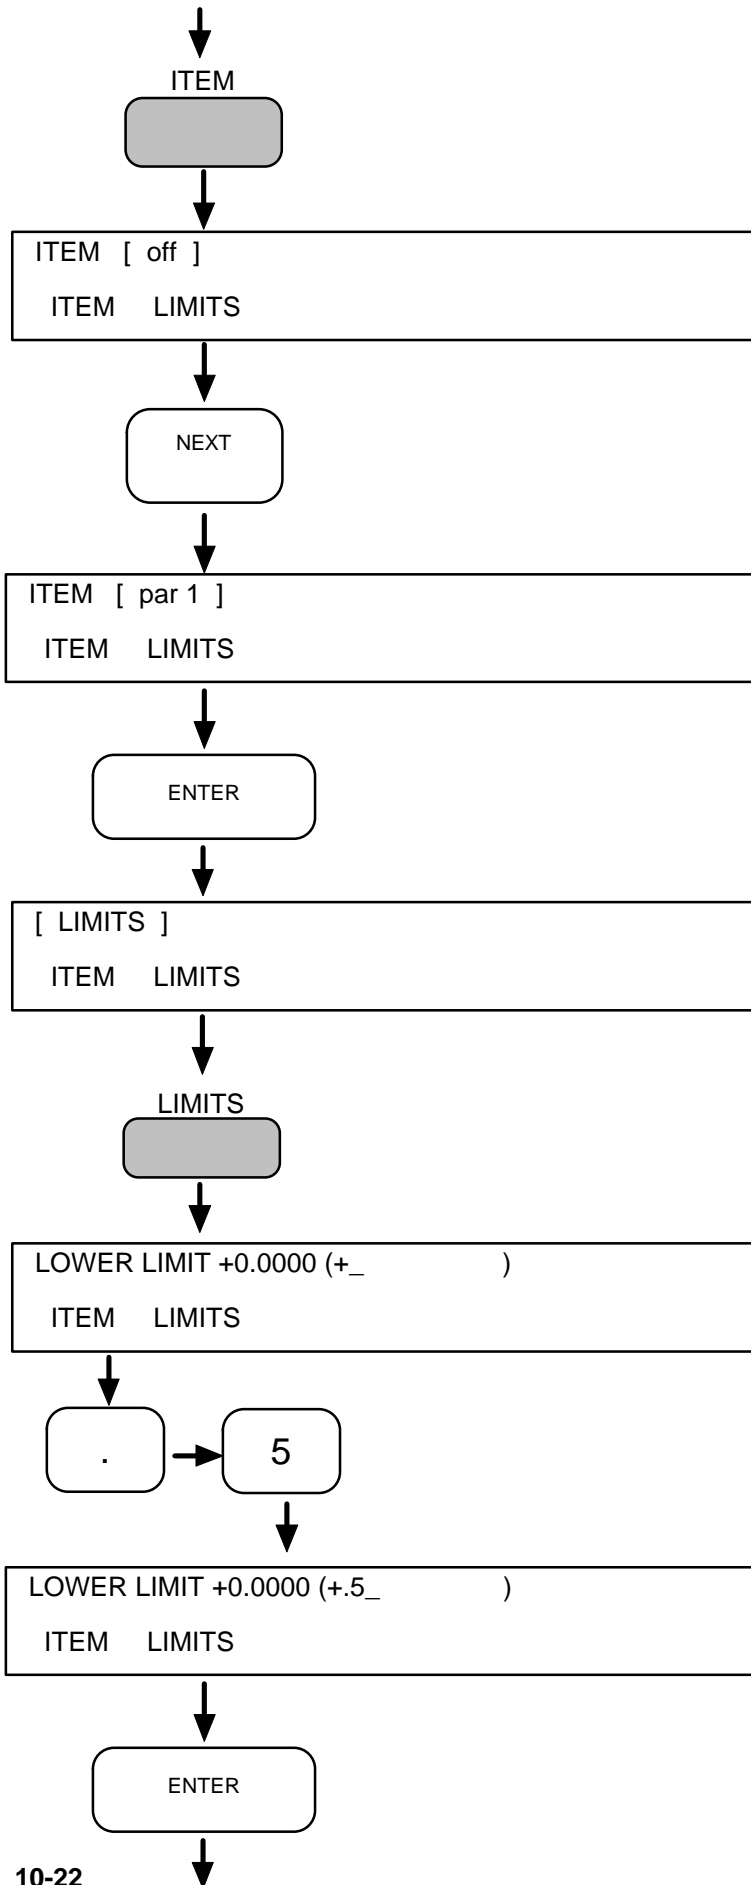 ITEM
ITEM [ off ]
ITEM LIMITS
NEXT
ITEM [ par 1 ]
ITEM LIMITS
ENTER
[ LIMITS ]
ITEM LIMITS
LIMITS
LOWER LIMIT +0.0000 (+_ )
ITEM LIMITS
. 5
LOWER LIMIT +0.0000 (+.5_ )
ITEM LIMITS
ENTER
10-22